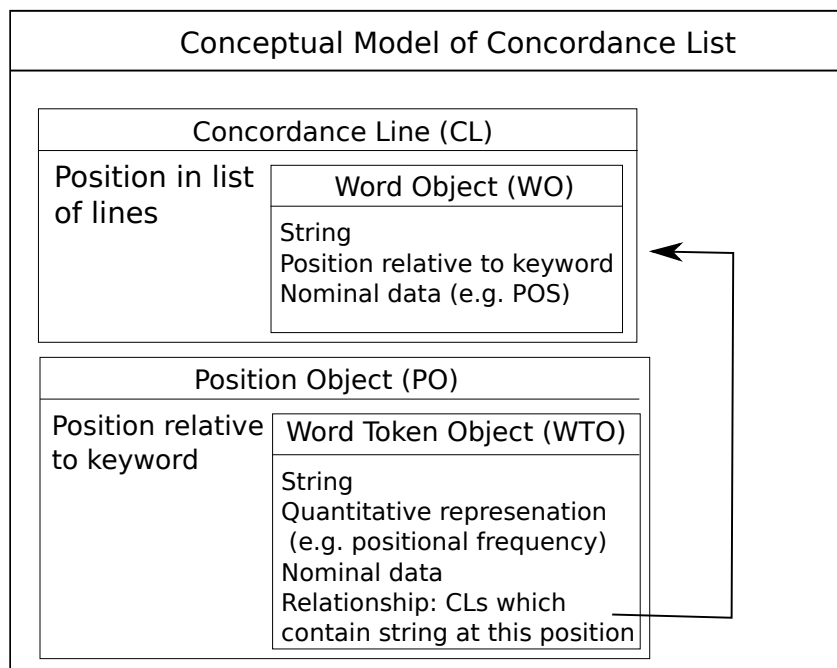 Conceptual Model of Concordance List
Concordance Line (CL)
Position in list
of lines
Word Object (WO)
String
Position relative to keyword
Nominal data (e.g. POS)
Position Object (PO)
Position relative
to keyword
Word Token Object (WTO)
String
Quantitative represenation
(e.g. positional frequency)
Nominal data
Relationship: CLs which
contain string at this position